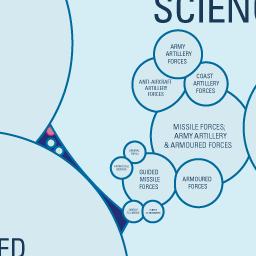 SCIEN
ARMY
ARTILLERY
FORCES
ANTI-AIRCRAFT
ARTILLERY
FORCES
COAST
ARTILLERY
FORCES
MISSILE FORCES;
ARMY ARTILLERY
& ARMOURED FORCES
GUIDED
MISSILE
FORCES
ARMOURED
FORCES
ED